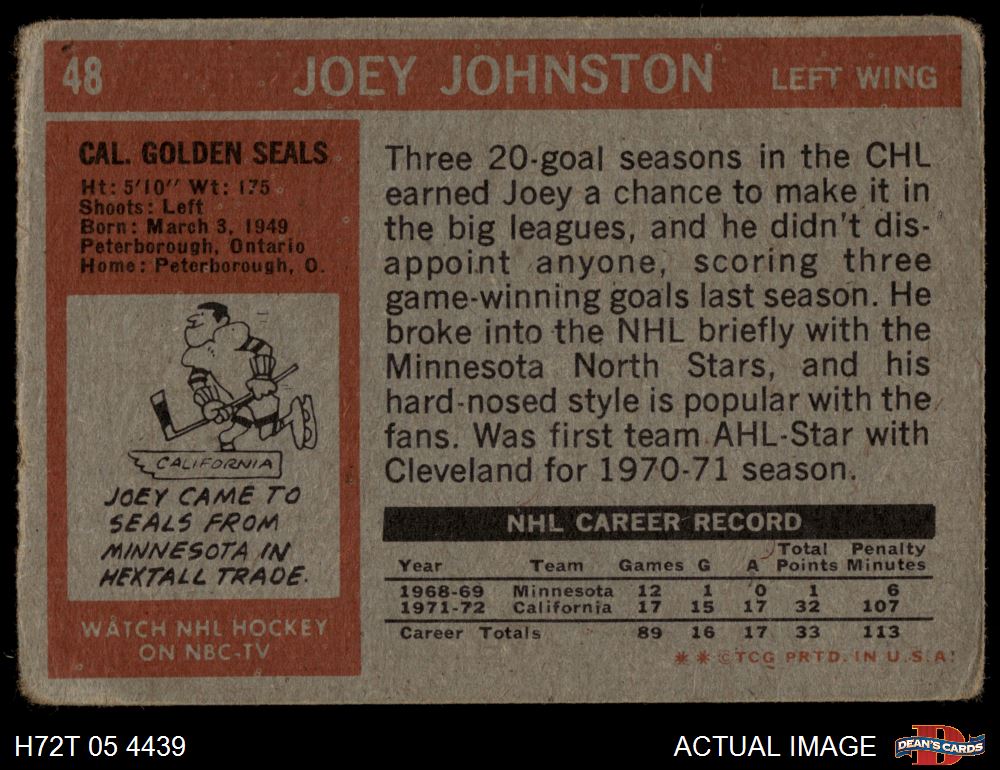 48 JOEY JOHNSTON LEFT WING
CAL. GOLDEN SEALS
Ht: 5'10" Wt: 175
Shoots: Left
Born: March 3, 1949
Peterborough, Ontario
Home: Peterborough, O.
CALIFORNIA
JOEY CAME TO
SEALS FROM
MINNESOTA IN
HEXTALL TRADE.
WATCH NHL HOCKEY
ON NBC-TV
Three 20-goal seasons in the CHL
earned Joey a chance to make it in
the big leagues, and he didn't dis-
appoint anyone, scoring three
game-winning goals last season. He
broke into the NHL briefly with the
Minnesota North Stars, and his
hard-nosed style is popular with the
fans. Was first team AHL-Star with
Cleveland for 1970-71 season.
NHL CAREER RECORD
Year Team Games G A Total Points Penalty Minutes
1968-69 Minnesota 12 1 0 1 6
1971-72 California 17 15 17 32 107
Career Totals 89 16 17 33 113
* * © TCG PRTD. IN U.S.A.
H72T 05 4439
ACTUAL IMAGE
D
DEAN'S CARDS